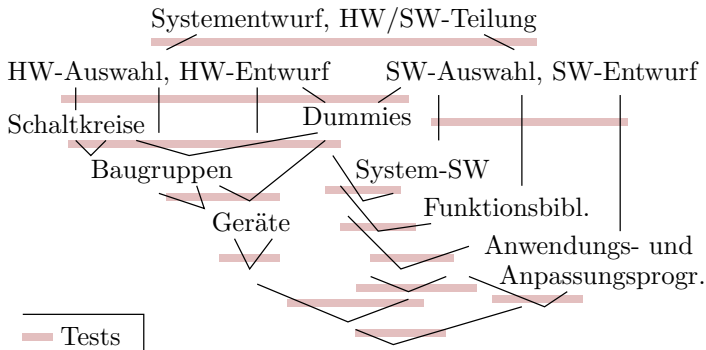 Systementwurf, HW/SW-Teilung
HW-Auswahl, HW-Entwurf
SW-Auswahl, SW-Entwurf
Schaltkreise
Dummies
Baugruppen
System-SW
Geräte
Funktionsbibl.
Anwendungs- und
Anpassungsprogr.
Tests